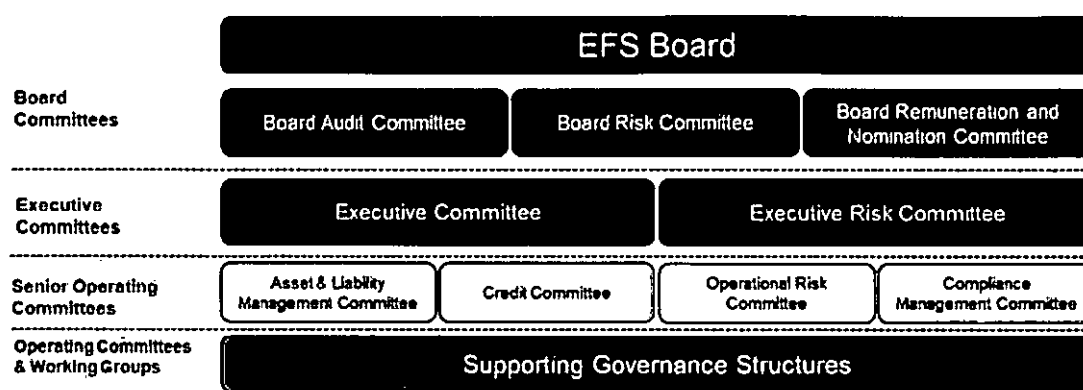 EFS Board
Board
Committees
Board Audit Committee
Board Risk Committee
Board Remuneration and
Nomination Committee
Executive
Committees
Executive Committee
Executive Risk Committee
Senior Operating
Committees
Asset & Liability
Management Committee
Credit Committee
Operational Risk
Committee
Compliance
Management Committee
Operating Committees
& Working Groups
Supporting Governance Structures